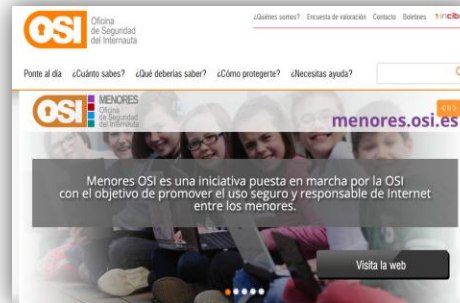 ¿Quiénes somos? Encuesta de valoración Contacto Boletines incib
OSI Oficina
de Seguridad
del Internauta
Ponte al día ¿Cuánto sabes? ¿Qué deberías saber? ¿Cómo protegerte? ¿Necesitas ayuda?
OSI MENORES
Oficina
de Seguridad
del Internauta
menores.osi.es
Menores OSI es una iniciativa puesta en marcha por la OSI
con el objetivo de promover el uso seguro y responsable de Internet
entre los menores.
Visita la web